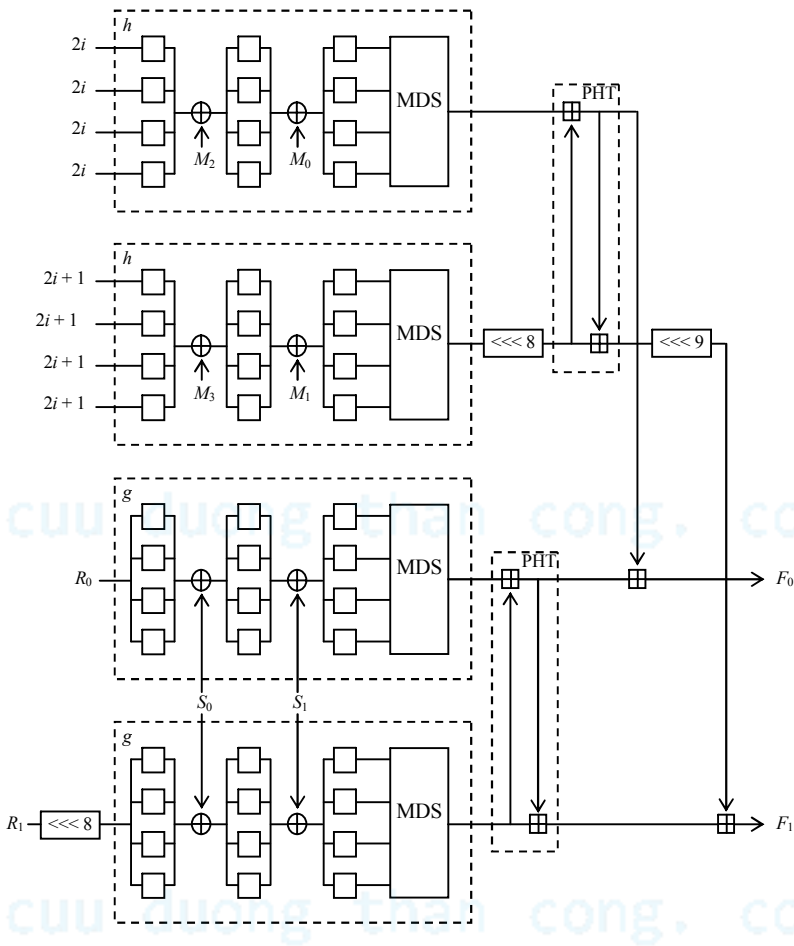 h
2i
2i
2i
2i
M2
M0
MDS
PHT
h
2i + 1
2i + 1
2i + 1
2i + 1
M3
M1
MDS
<<< 8
<<< 9
g
R0
MDS
PHT
F0
S0
S1
g
R1
<<< 8
MDS
F1
cuu duong than cong. co
cuu duong than cong. co